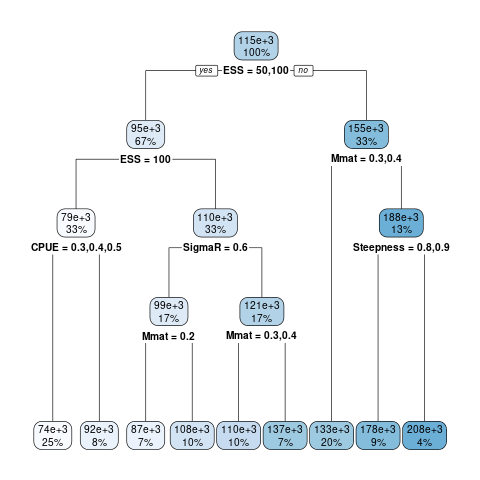 115e+3
100%
yes ESS = 50,100 no
95e+3
67%
155e+3
33%
ESS = 100
Mmat = 0.3,0.4
79e+3
33%
110e+3
33%
188e+3
13%
CPUE = 0.3,0.4,0.5
SigmaR = 0.6
Steepness = 0.8,0.9
99e+3
17%
121e+3
17%
Mmat = 0.2
Mmat = 0.3,0.4
74e+3
25%
92e+3
8%
87e+3
7%
108e+3
10%
110e+3
10%
137e+3
7%
133e+3
20%
178e+3
9%
208e+3
4%